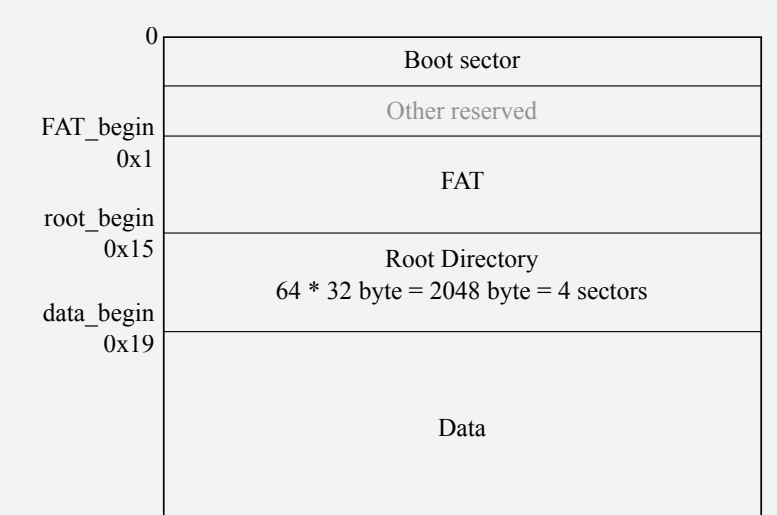 0
Boot sector
Other reserved
FAT_begin
0x1
FAT
root_begin
0x15
Root Directory
64 * 32 byte = 2048 byte = 4 sectors
data_begin
0x19
Data